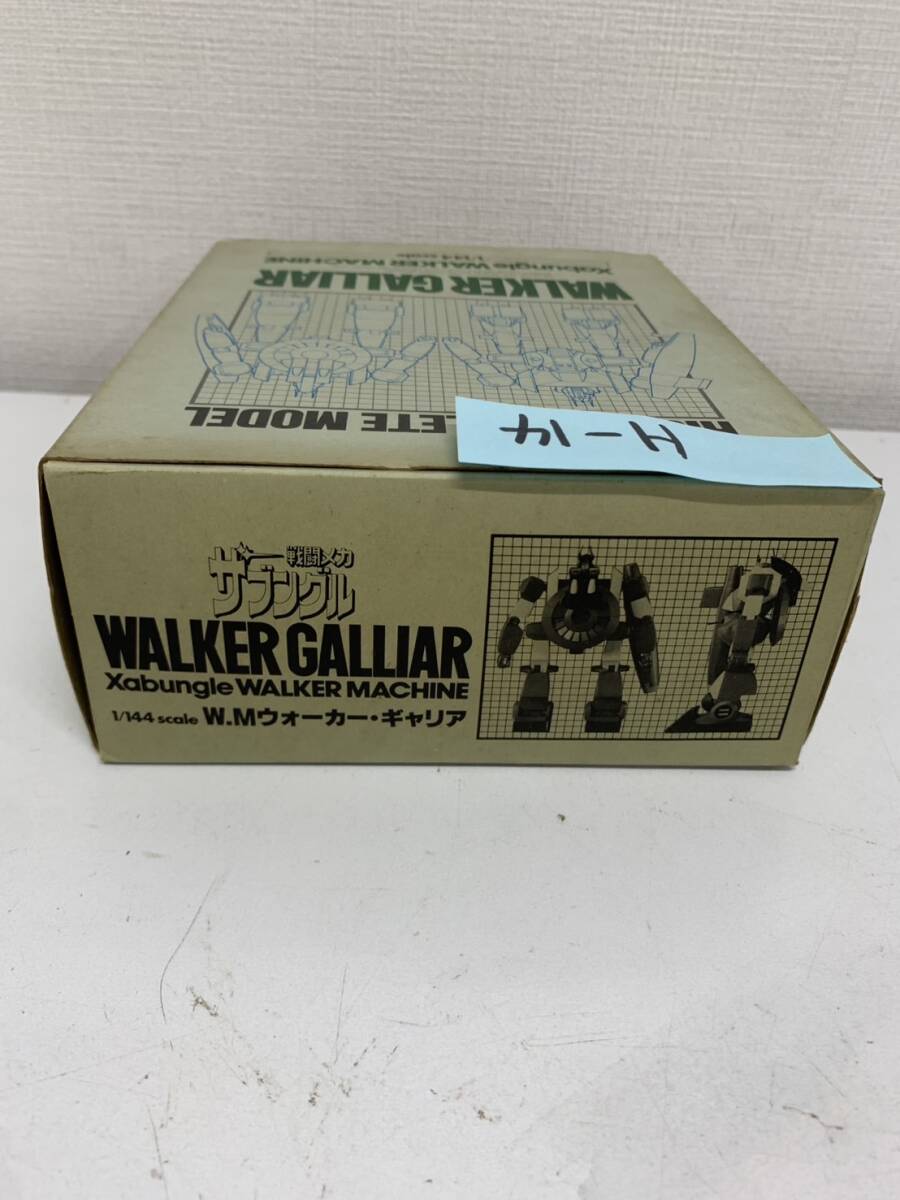 Xabungle WALKER MACHINE
1/144 scale
WALKER GALLIAR
LETE MODEL
H-14
戦闘メカ
ザブングル
WALKER GALLIAR
Xabungle WALKER MACHINE
1/144 scale W.Mウォーカー・ギャリア